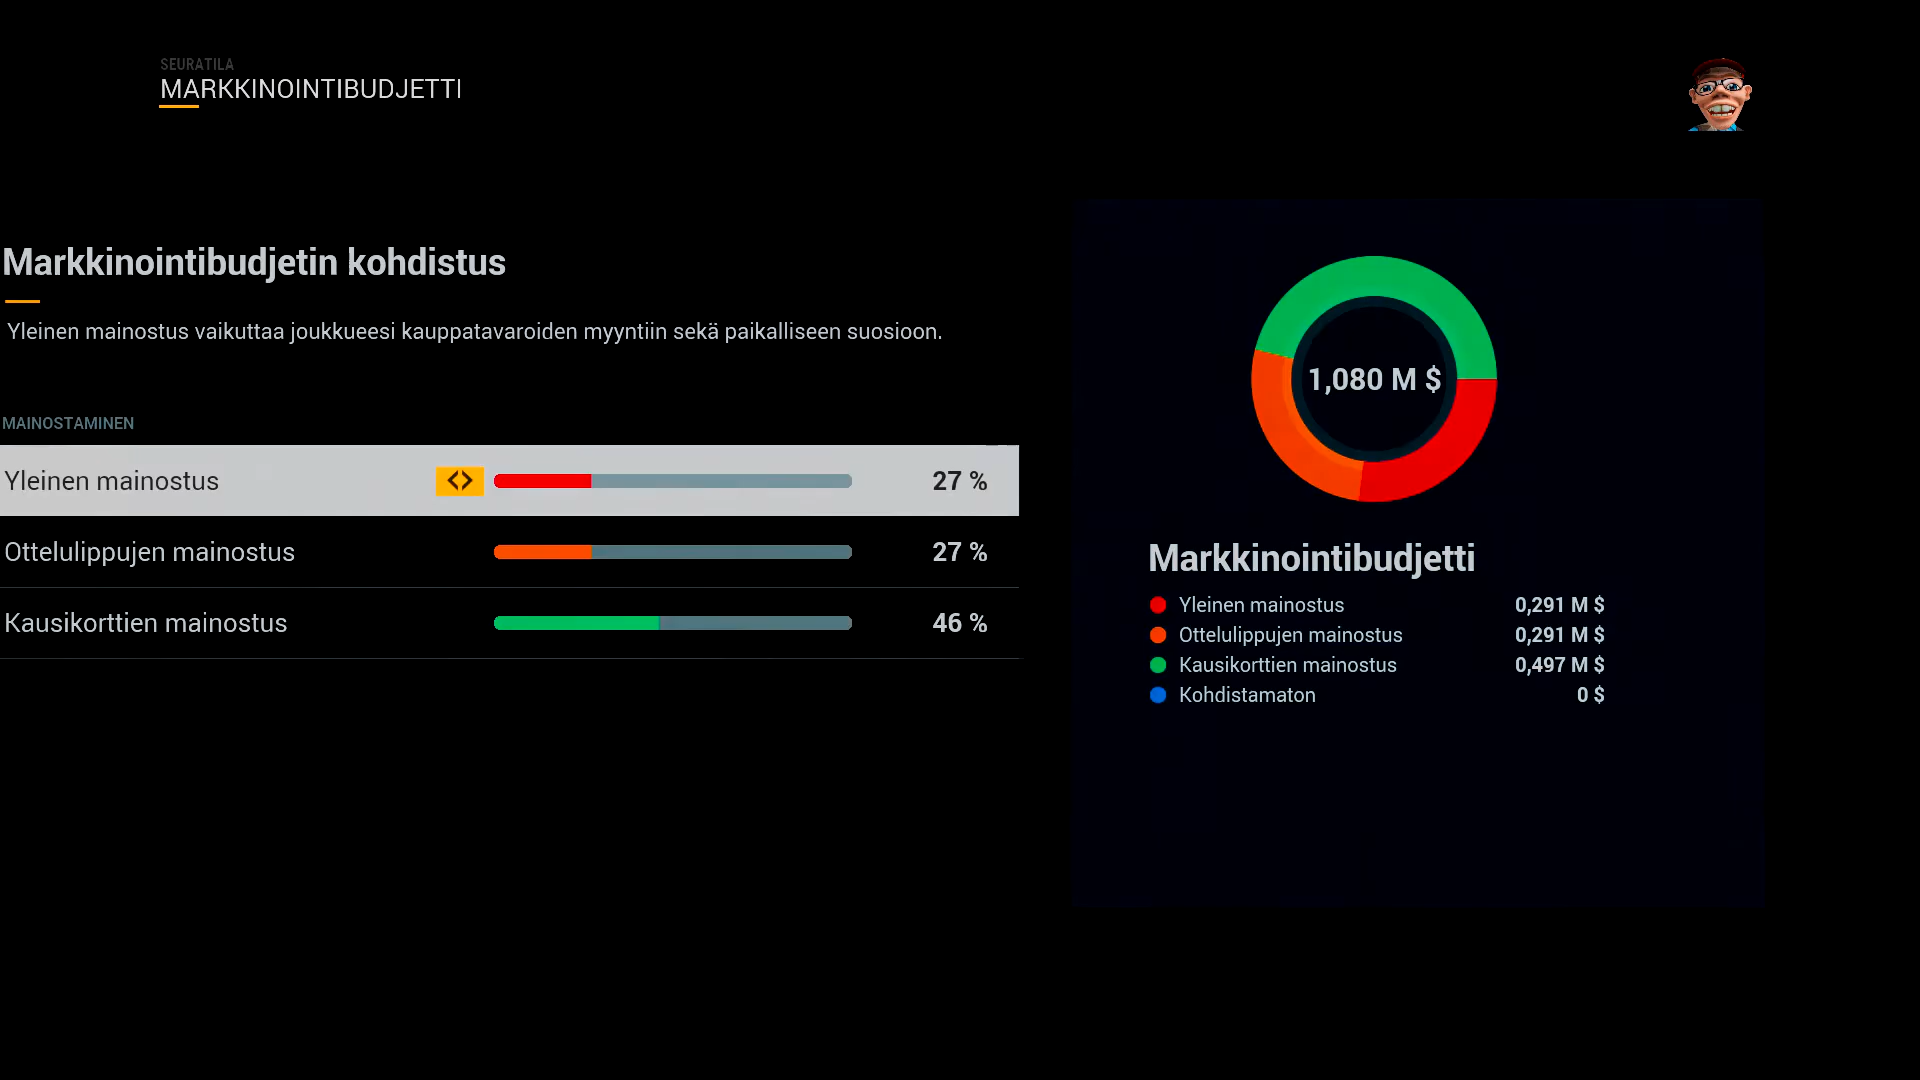 SEURATILA
MARKKINOINTIBUDJETTI
Markkinointibudjetin kohdistus
Yleinen mainostus vaikuttaa joukkueesi kauppatavaroiden myyntiin sekä paikalliseen suosioon.
MAINOSTAMINEN
Yleinen mainostus 27 %
Ottelulippujen mainostus 27 %
Kausikorttien mainostus 46 %
1,080 M $
Markkinointibudjetti
Yleinen mainostus 0,291 M $
Ottelulippujen mainostus 0,291 M $
Kausikorttien mainostus 0,497 M $
Kohdistamaton 0 $